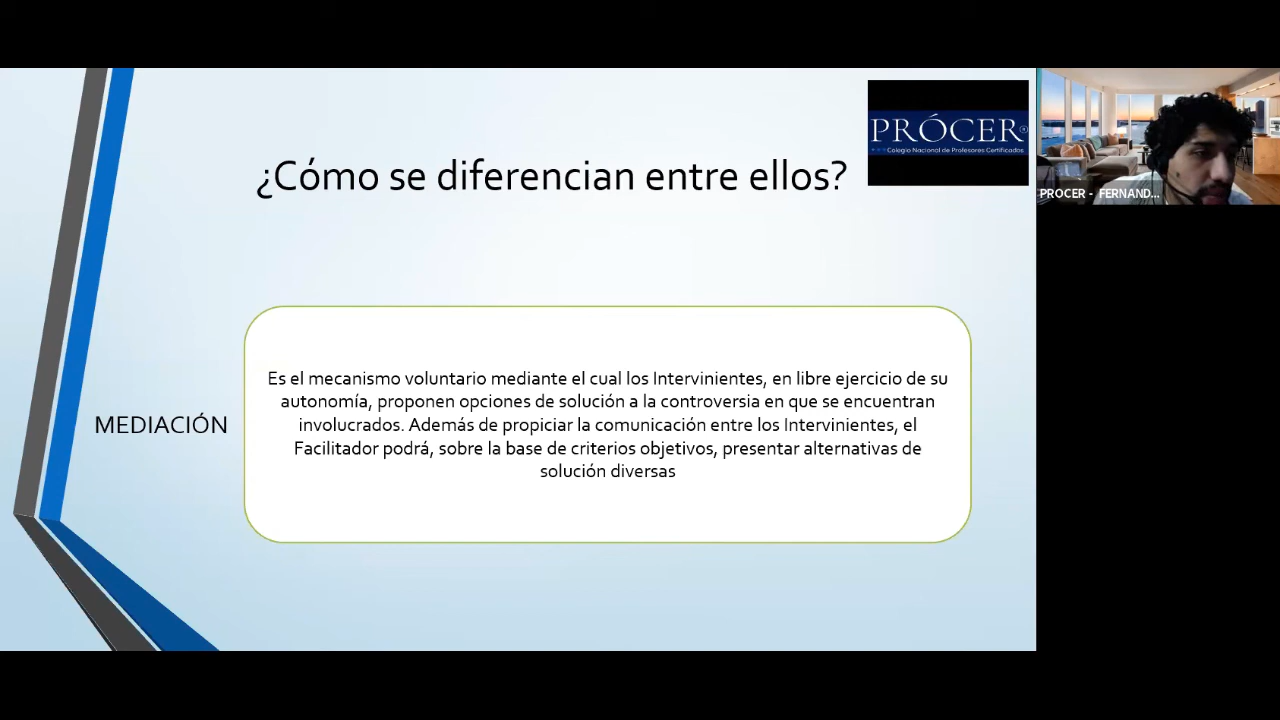 ¿Cómo se diferencian entre ellos?
PRÓCER®
Colegio Nacional de Profesores Certificados
PROCER - FERNAND...
MEDIACIÓN
Es el mecanismo voluntario mediante el cual los Intervinientes, en libre ejercicio de su
autonomía, proponen opciones de solución a la controversia en que se encuentran
involucrados. Además de propiciar la comunicación entre los Intervinientes, el
Facilitador podrá, sobre la base de criterios objetivos, presentar alternativas de
solución diversas